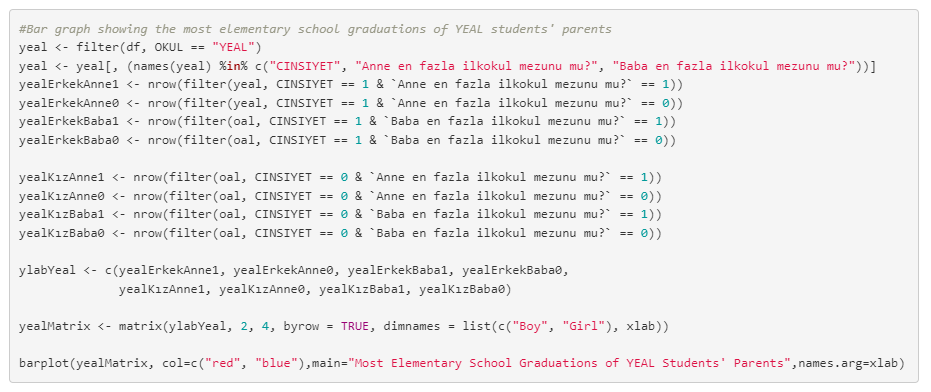 #Bar graph showing the most elementary school graduations of YEAL students' parents
yeal <- filter(df, OKUL == "YEAL")
yeal <- yeal[, (names(yeal) %in% c("CINSIYET", "Anne en fazla ilkokul mezunu mu?", "Baba en fazla ilkokul mezunu mu?"))]
yealErkekAnne1 <- nrow(filter(yeal, CINSIYET == 1 & `Anne en fazla ilkokul mezunu mu?` == 1))
yealErkekAnne0 <- nrow(filter(yeal, CINSIYET == 1 & `Anne en fazla ilkokul mezunu mu?` == 0))
yealErkekBaba1 <- nrow(filter(oal, CINSIYET == 1 & `Baba en fazla ilkokul mezunu mu?` == 1))
yealErkekBaba0 <- nrow(filter(oal, CINSIYET == 1 & `Baba en fazla ilkokul mezunu mu?` == 0))

yealKızAnne1 <- nrow(filter(oal, CINSIYET == 0 & `Anne en fazla ilkokul mezunu mu?` == 1))
yealKızAnne0 <- nrow(filter(oal, CINSIYET == 0 & `Anne en fazla ilkokul mezunu mu?` == 0))
yealKızBaba1 <- nrow(filter(oal, CINSIYET == 0 & `Baba en fazla ilkokul mezunu mu?` == 1))
yealKızBaba0 <- nrow(filter(oal, CINSIYET == 0 & `Baba en fazla ilkokul mezunu mu?` == 0))

ylabYeal <- c(yealErkekAnne1, yealErkekAnne0, yealErkekBaba1, yealErkekBaba0,
              yealKızAnne1, yealKızAnne0, yealKızBaba1, yealKızBaba0)

yealMatrix <- matrix(ylabYeal, 2, 4, byrow = TRUE, dimnames = list(c("Boy", "Girl"), xlab))

barplot(yealMatrix, col=c("red", "blue"),main="Most Elementary School Graduations of YEAL Students' Parents",names.arg=xlab)